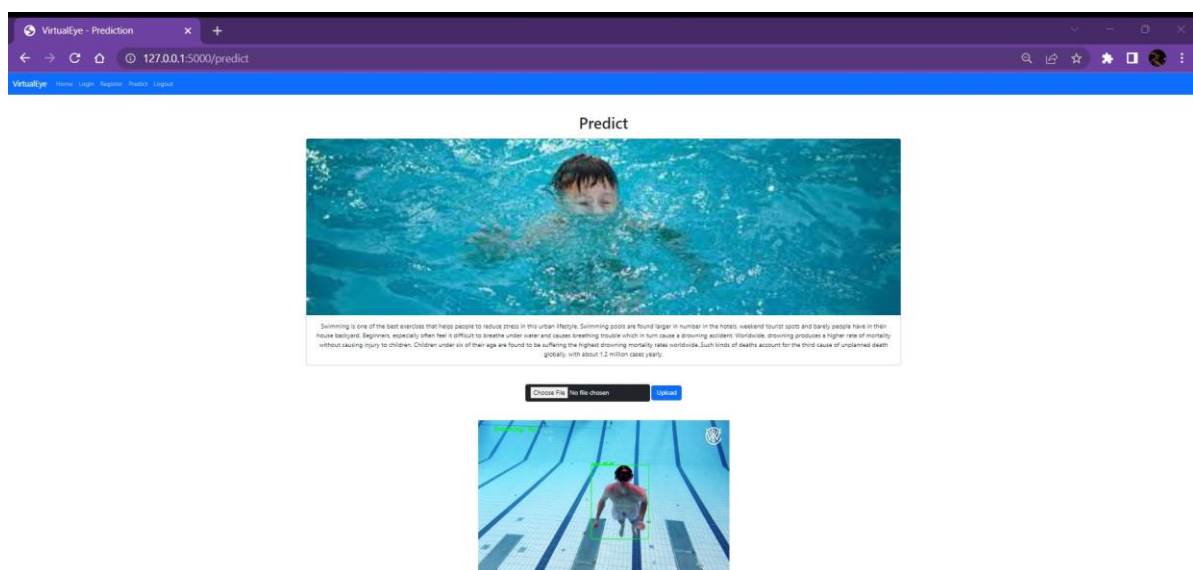 VirtualEye - Prediction
127.0.0.1:5000/predict
VirtualEye Home Login Register Predict Logout
Predict
Swimming is one of the best exercises that helps people to reduce stress in this urban lifestyle. Swimming pools are found larger in number in the hotels, weekend tourist spots and barely people have in their
house backyard. Beginners, especially often feel it difficult to breathe under water and causes breathing trouble which in turn cause a drowning accident. Worldwide, drowning produces a higher rate of mortality
without causing injury to children. Children under six of their age are found to be suffering the highest drowning mortality rates worldwide. Such kinds of deaths account for the third cause of unplanned death
globally, with about 1.2 million cases yearly.
Choose File No file chosen Upload